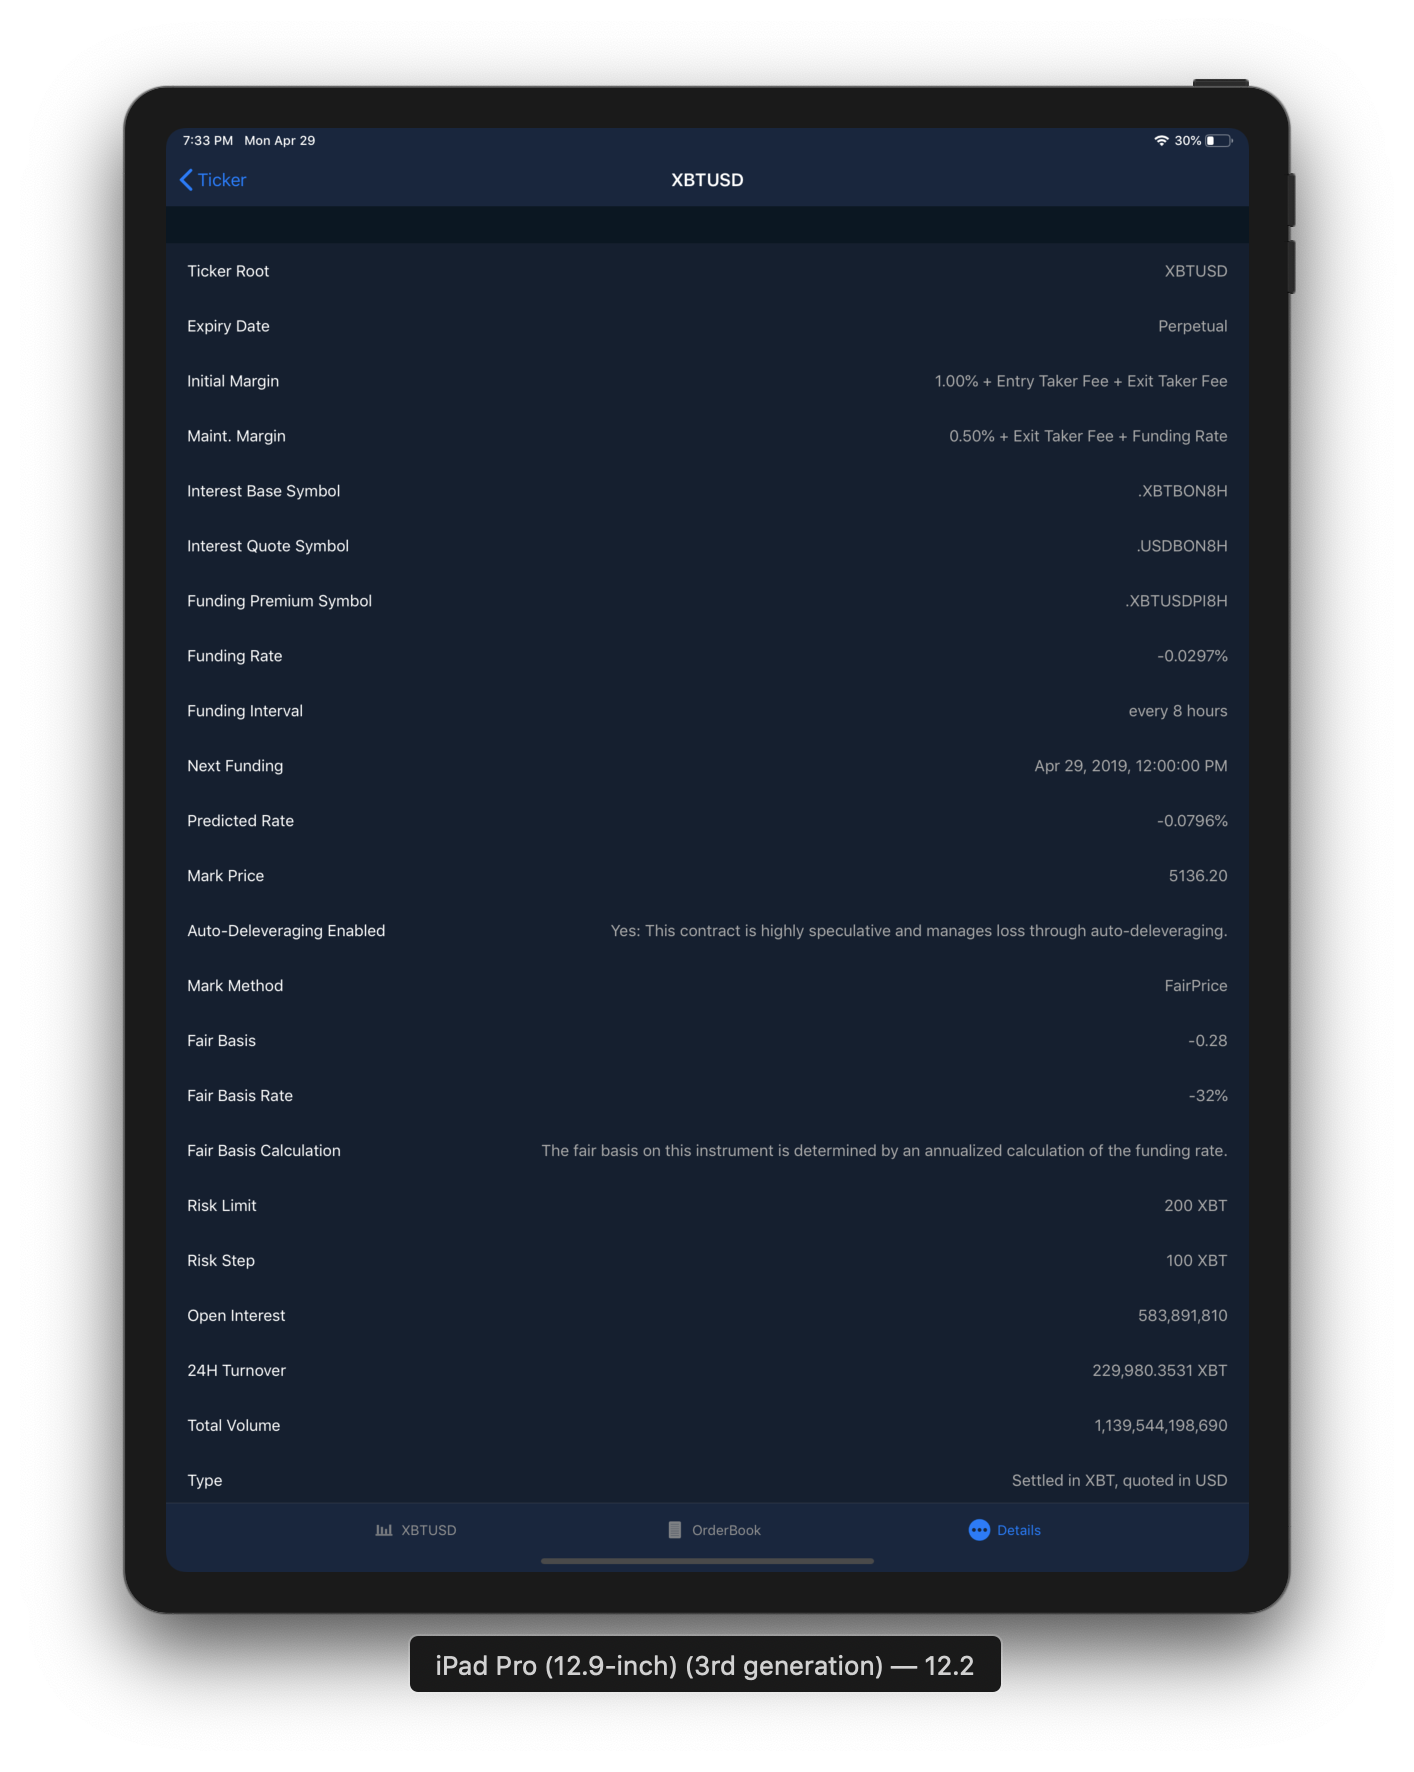 7:33 PM Mon Apr 29 30%
Ticker XBTUSD
Ticker Root XBTUSD
Expiry Date Perpetual
Initial Margin 1.00% + Entry Taker Fee + Exit Taker Fee
Maint. Margin 0.50% + Exit Taker Fee + Funding Rate
Interest Base Symbol .XBTBON8H
Interest Quote Symbol .USDBON8H
Funding Premium Symbol .XBTUSDPI8H
Funding Rate -0.0297%
Funding Interval every 8 hours
Next Funding Apr 29, 2019, 12:00:00 PM
Predicted Rate -0.0796%
Mark Price 5136.20
Auto-Deleveraging Enabled Yes: This contract is highly speculative and manages loss through auto-deleveraging.
Mark Method FairPrice
Fair Basis -0.28
Fair Basis Rate -32%
Fair Basis Calculation The fair basis on this instrument is determined by an annualized calculation of the funding rate.
Risk Limit 200 XBT
Risk Step 100 XBT
Open Interest 583,891,810
24H Turnover 229,980.3531 XBT
Total Volume 1,139,544,198,690
Type Settled in XBT, quoted in USD
XBTUSD OrderBook Details
iPad Pro (12.9-inch) (3rd generation) — 12.2